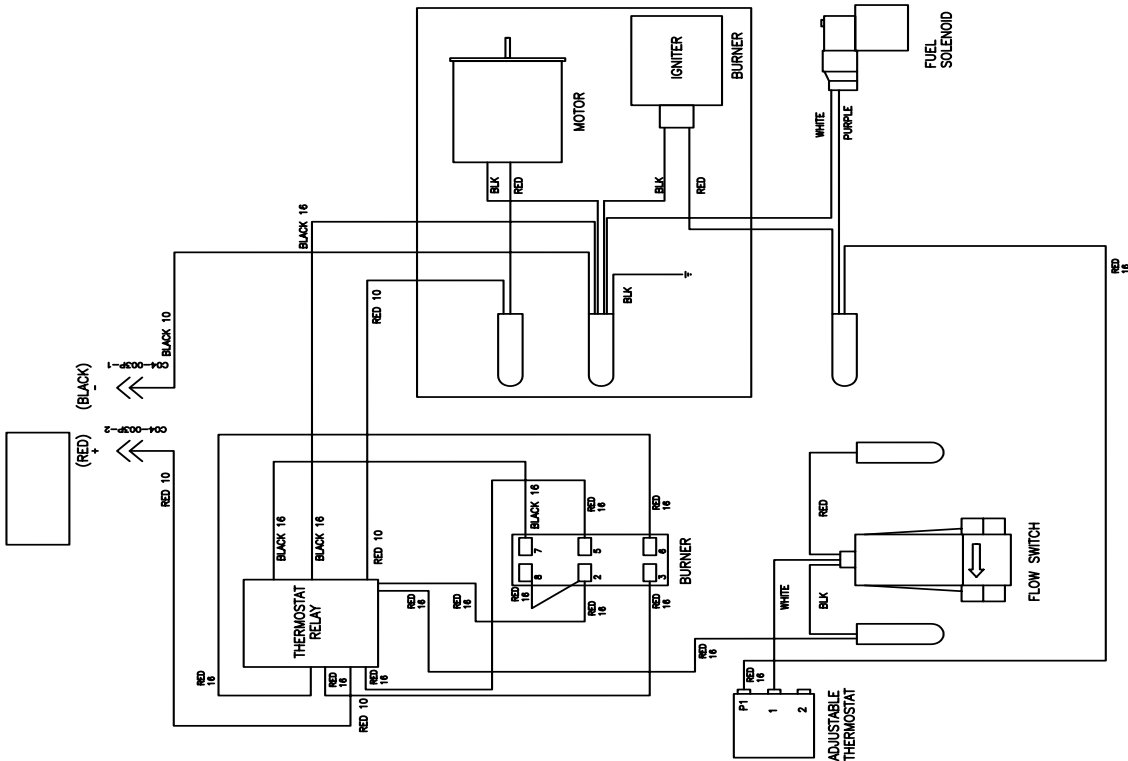 (RED)
+
(BLACK)
-
C04-003P-2
C04-003P-1
RED 10
BLACK 10
BLACK 16
RED 10
MOTOR
BLK
RED
IGNITER
BURNER
BLK
RED
BLK
FUEL
SOLENOID
WHITE
PURPLE
RED
16
THERMOSTAT
RELAY
BLACK 16
BLACK 16
RED 10
RED
16
RED
16
RED
16
RED 10
RED
16
RED
16
BLACK 16
RED
16
RED
16
RED
16
RED
16
RED
16
7
5
6
8
2
3
BURNER
RED
16
RED
WHITE
BLK
FLOW SWITCH
RED
16
P1
1
2
ADJUSTABLE
THERMOSTAT